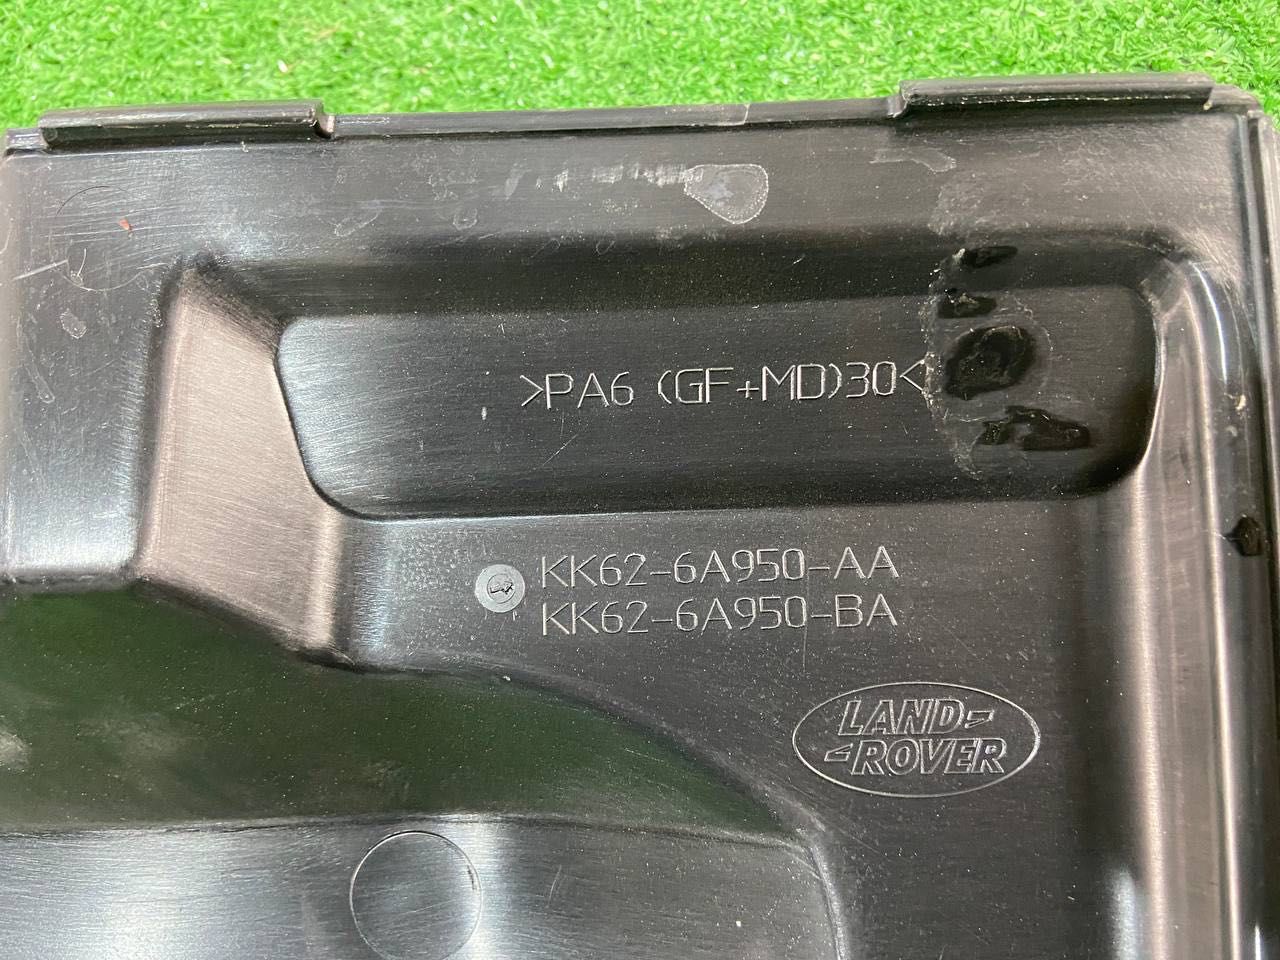 >PA6 (GF+MD)30<
KK62-6A950-AA
KK62-6A950-BA
LAND
ROVER